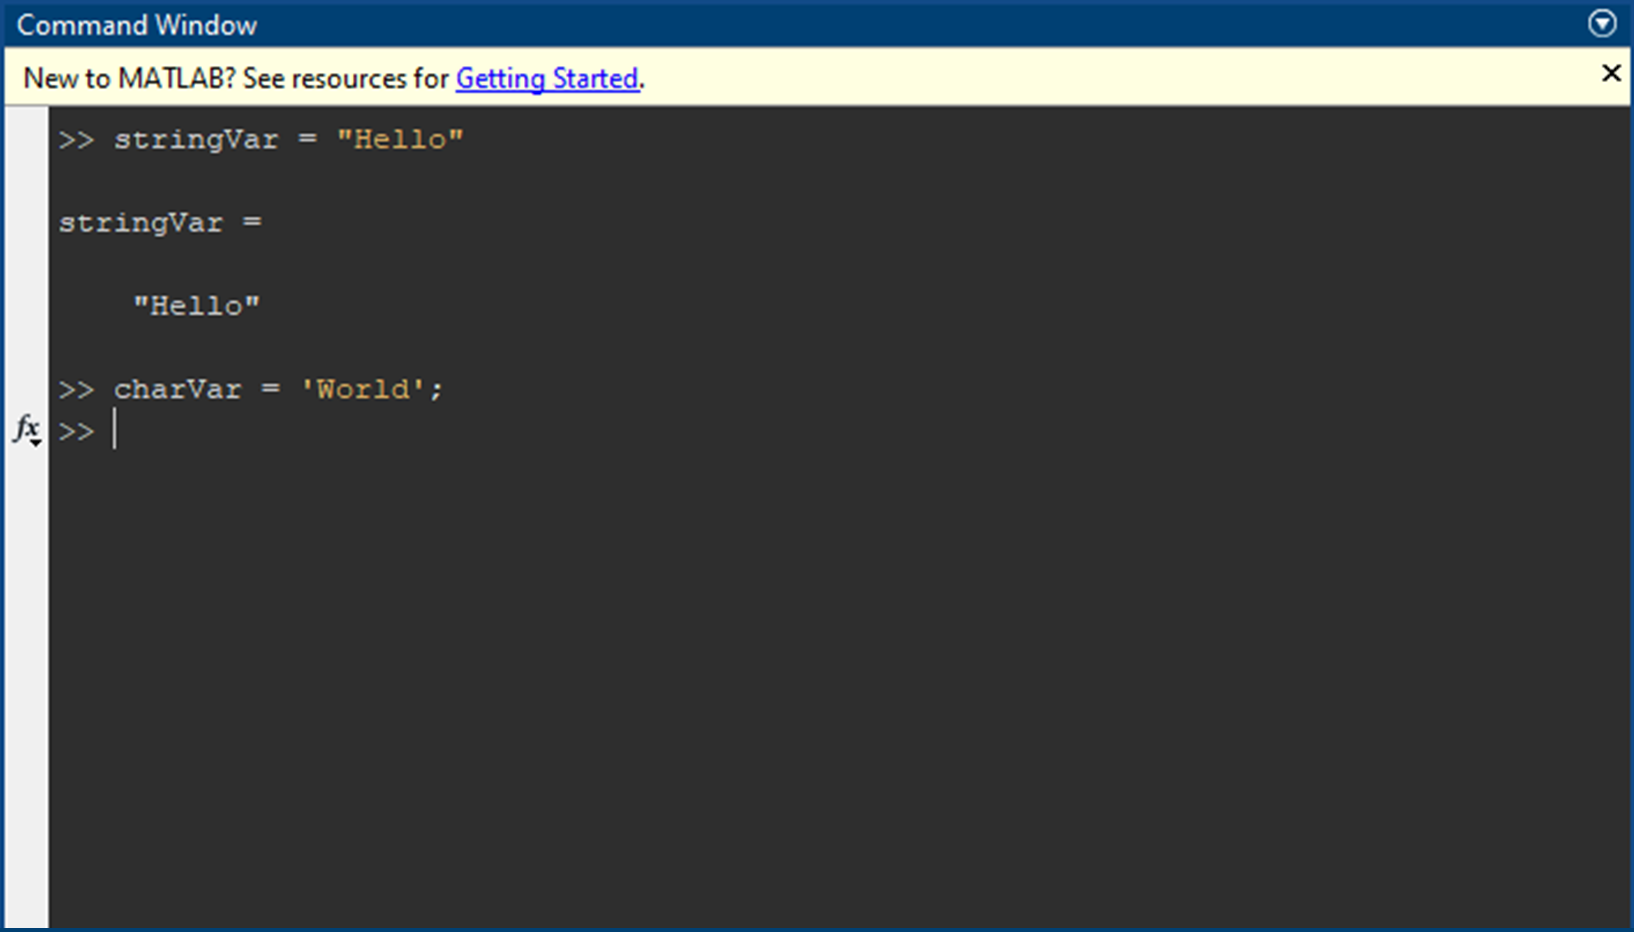 Command Window
New to MATLAB? See resources for Getting Started.
>> stringVar = "Hello"
stringVar =
"Hello"
>> charVar = 'World';
fx >>